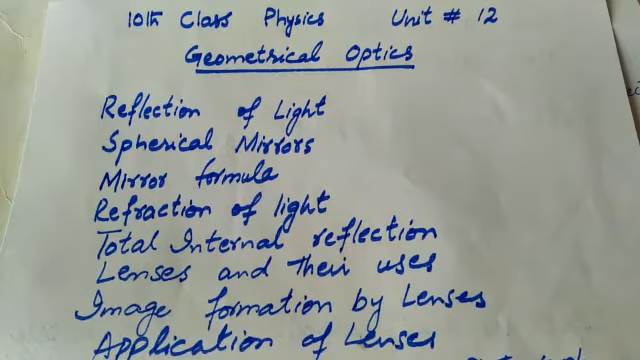 10th Class Physics Unit # 12
Geometrical Optics
Reflection of Light
Spherical Mirrors
Mirror formula
Refraction of light
Total Internal reflection
Lenses and Their uses
Image formation by Lenses
Application of Lenses